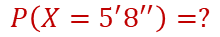 P(X = 5′8″) =?